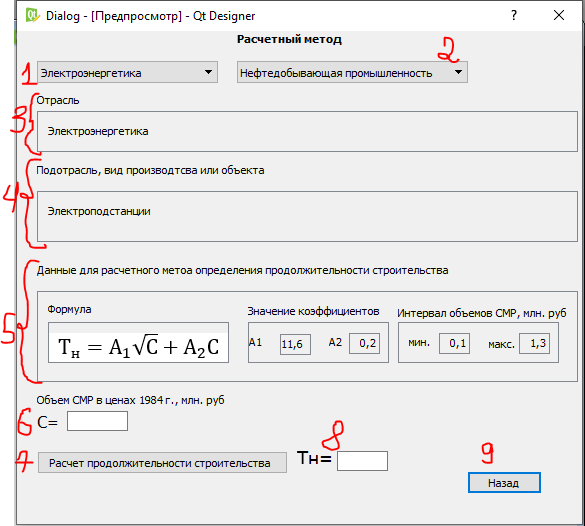 Dialog - [Предпросмотр] - Qt Designer
Расчетный метод
2
1 Электроэнергетика Нефтедобывающая промышленность
Отрасль
3 Электроэнергетика
Подотрасль, вид произодтсва или объекта
4 Электроподстанции
Данные для расчетного метоа определения продолжительности строительства
5
Формула Значение коэффициентов Интервал объемов СМР, млн. руб
Tн = A₁√C + A₂C A1 11,6 A2 0,2 мин. 0,1 макс. 1,3
Объем СМР в ценах 1984 г., млн. руб
6 C=
7 Расчет продолжительности строительства Tн= 8
9
Назад